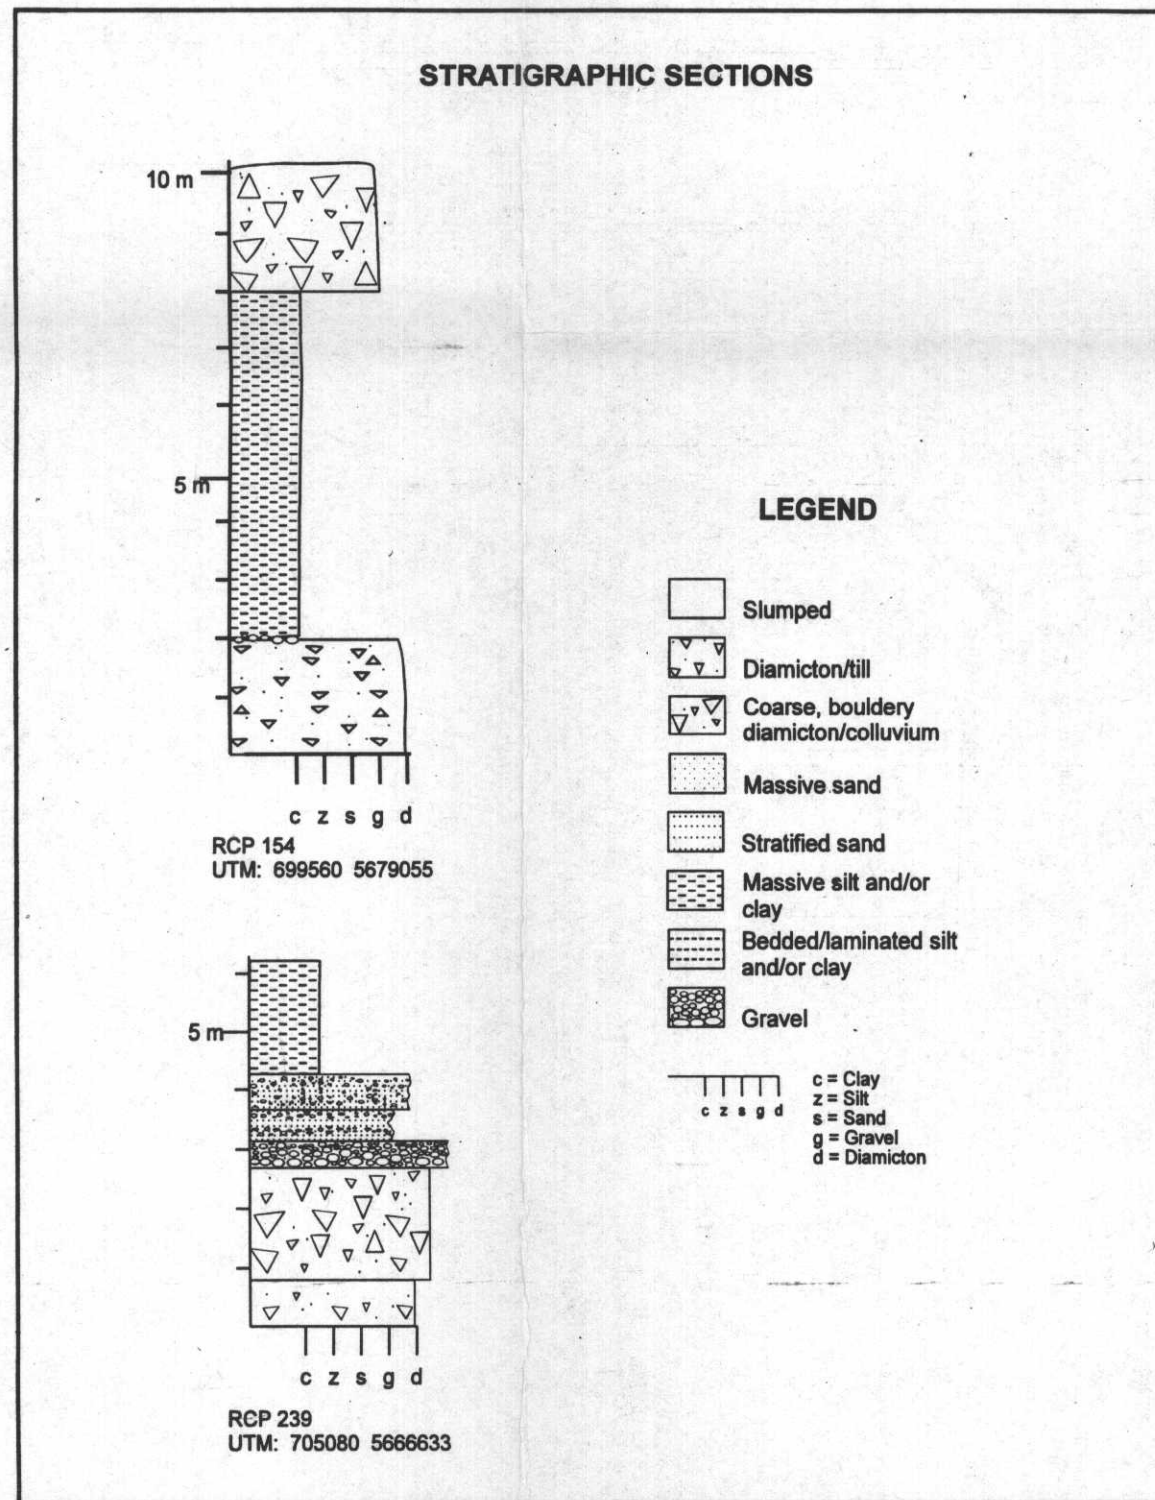 STRATIGRAPHIC SECTIONS
10 m
5 m
c z s g d
RCP 154
UTM: 699560 5679055
5 m
c z s g d
RCP 239
UTM: 705080 5666633
LEGEND
Slumped
Diamicton/till
Coarse, bouldery
diamicton/colluvium
Massive sand
Stratified sand
Massive silt and/or
clay
Bedded/laminated silt
and/or clay
Gravel
c z s g d
c = Clay
z = Silt
s = Sand
g = Gravel
d = Diamicton